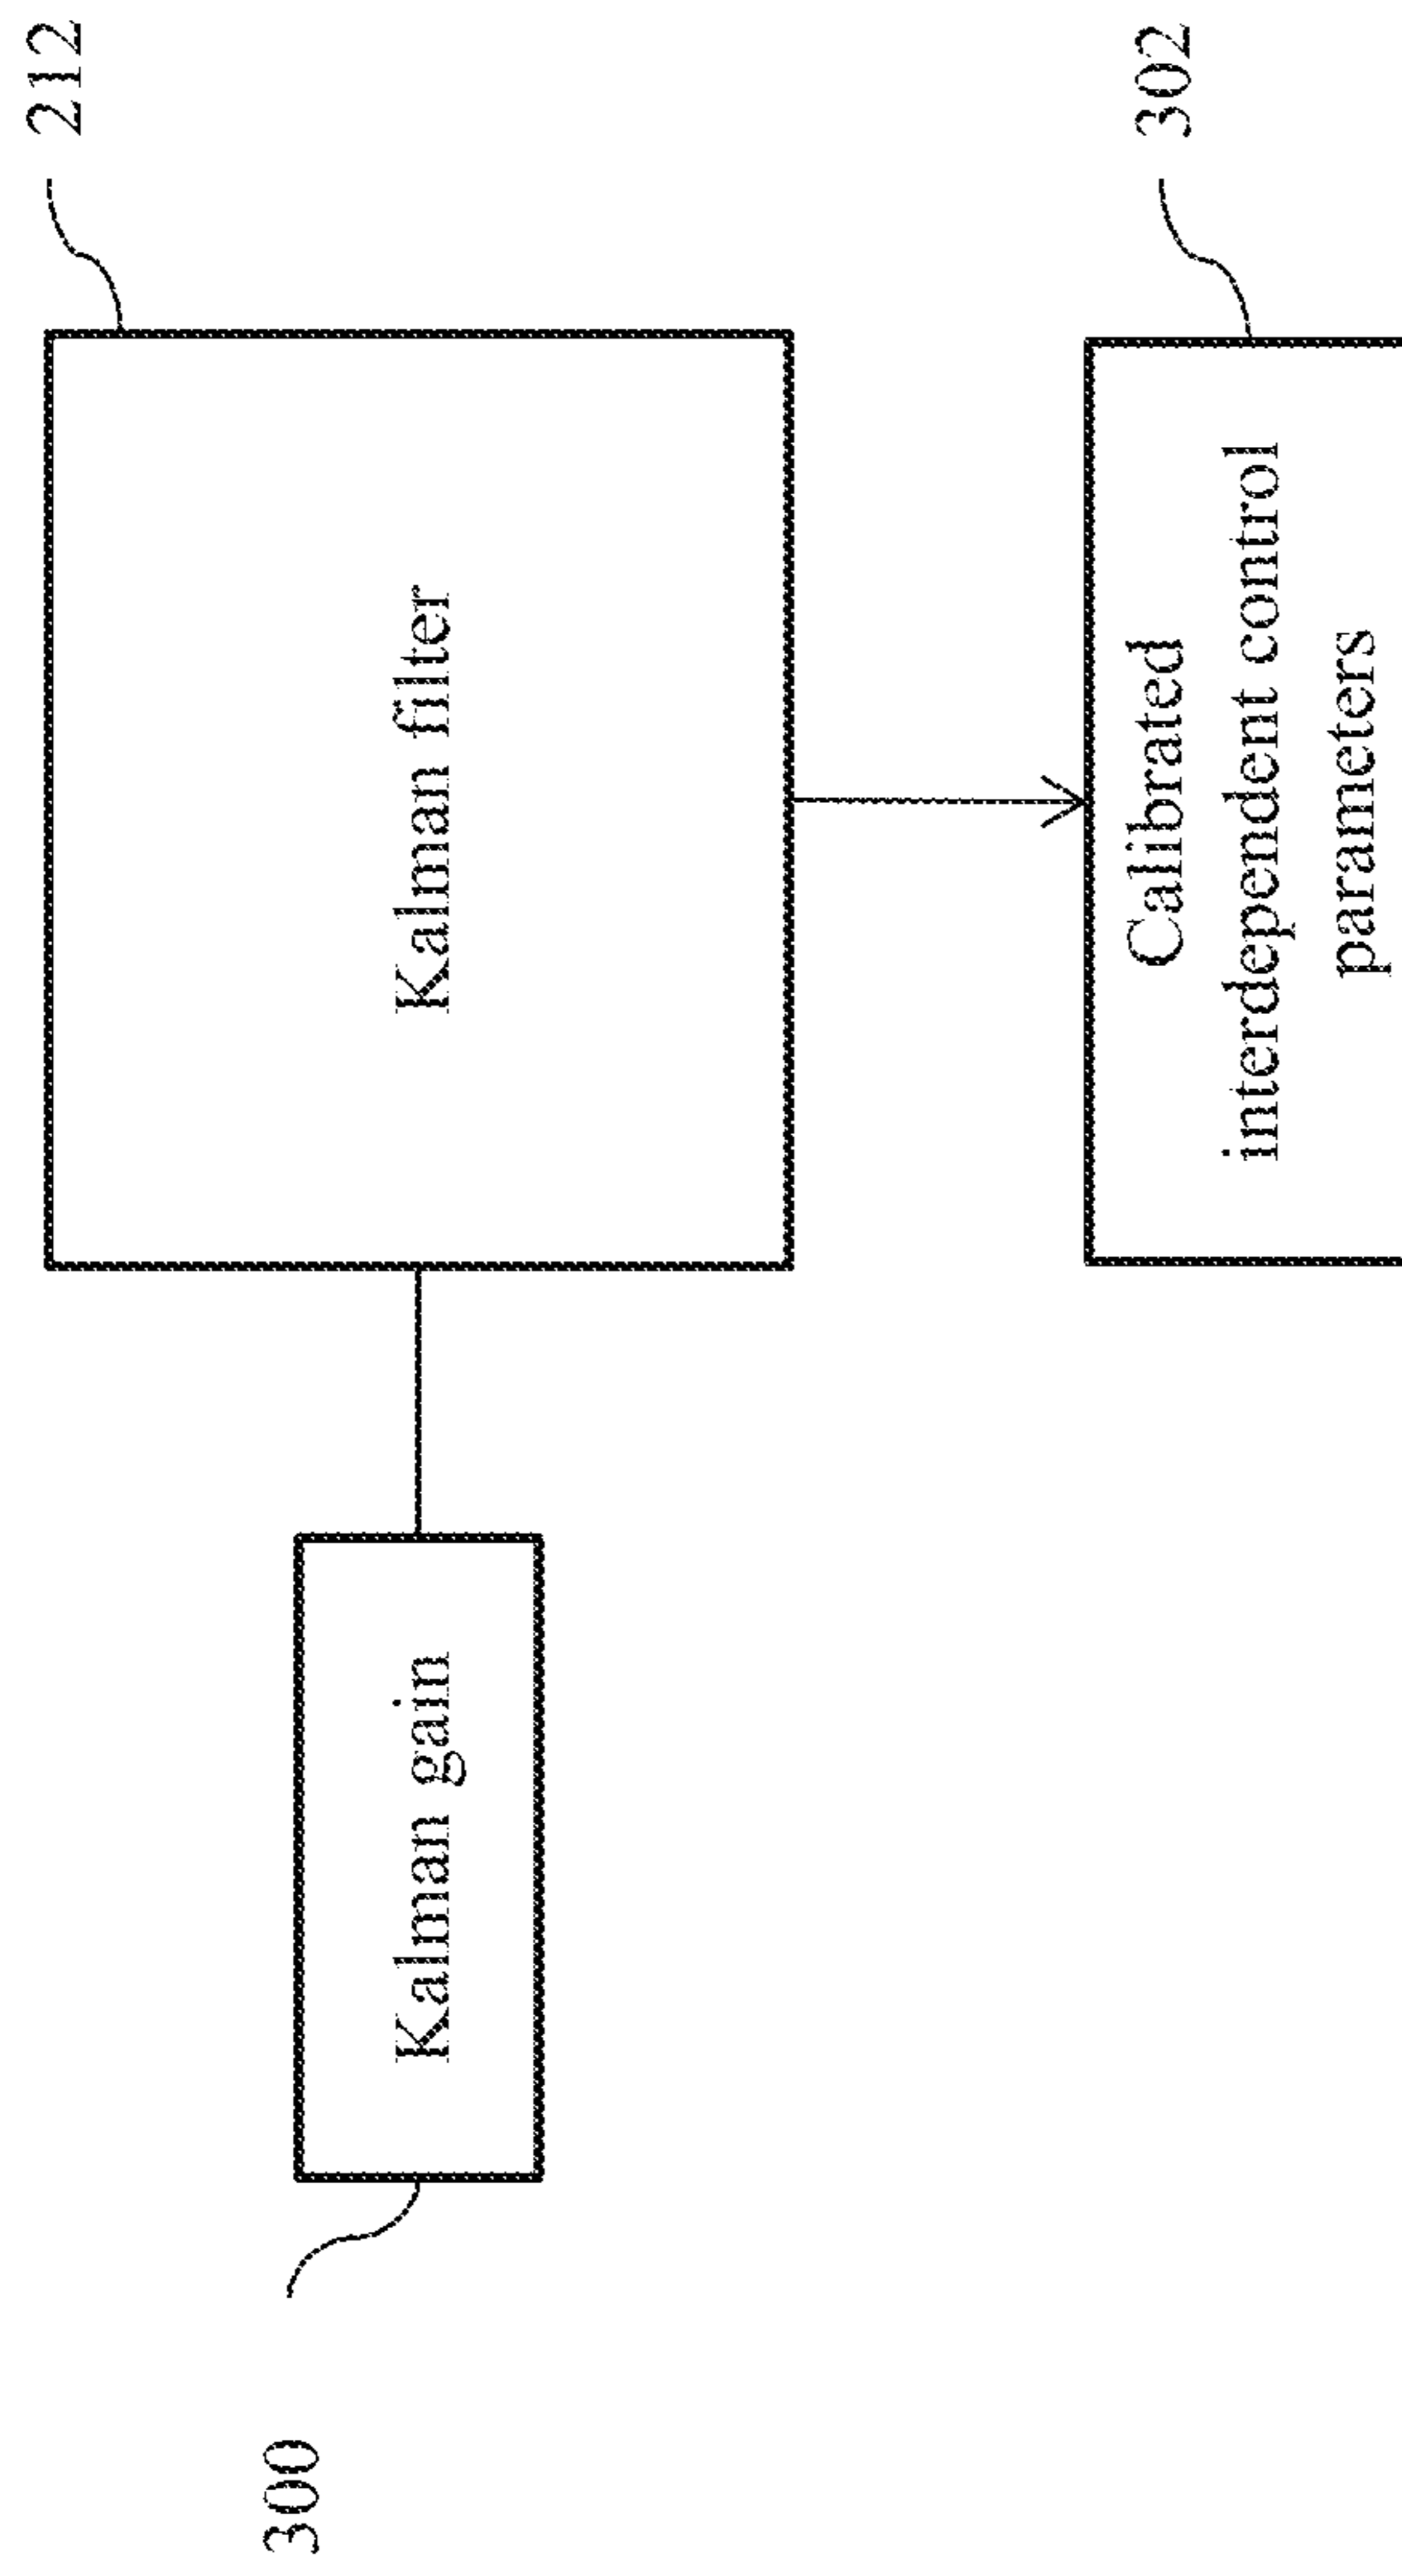 212
Kalman filter
Kalman gain
300
302
Calibrated
interdependent control
parameters